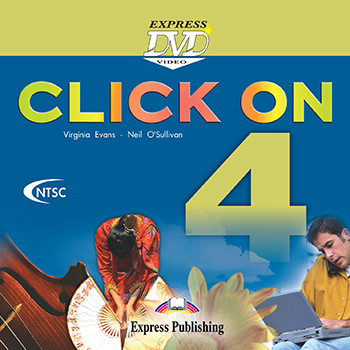 EXPRESS
DVD
VIDEO
CLICK ON
Virginia Evans - Neil O'Sullivan
4
NTSC
Express Publishing